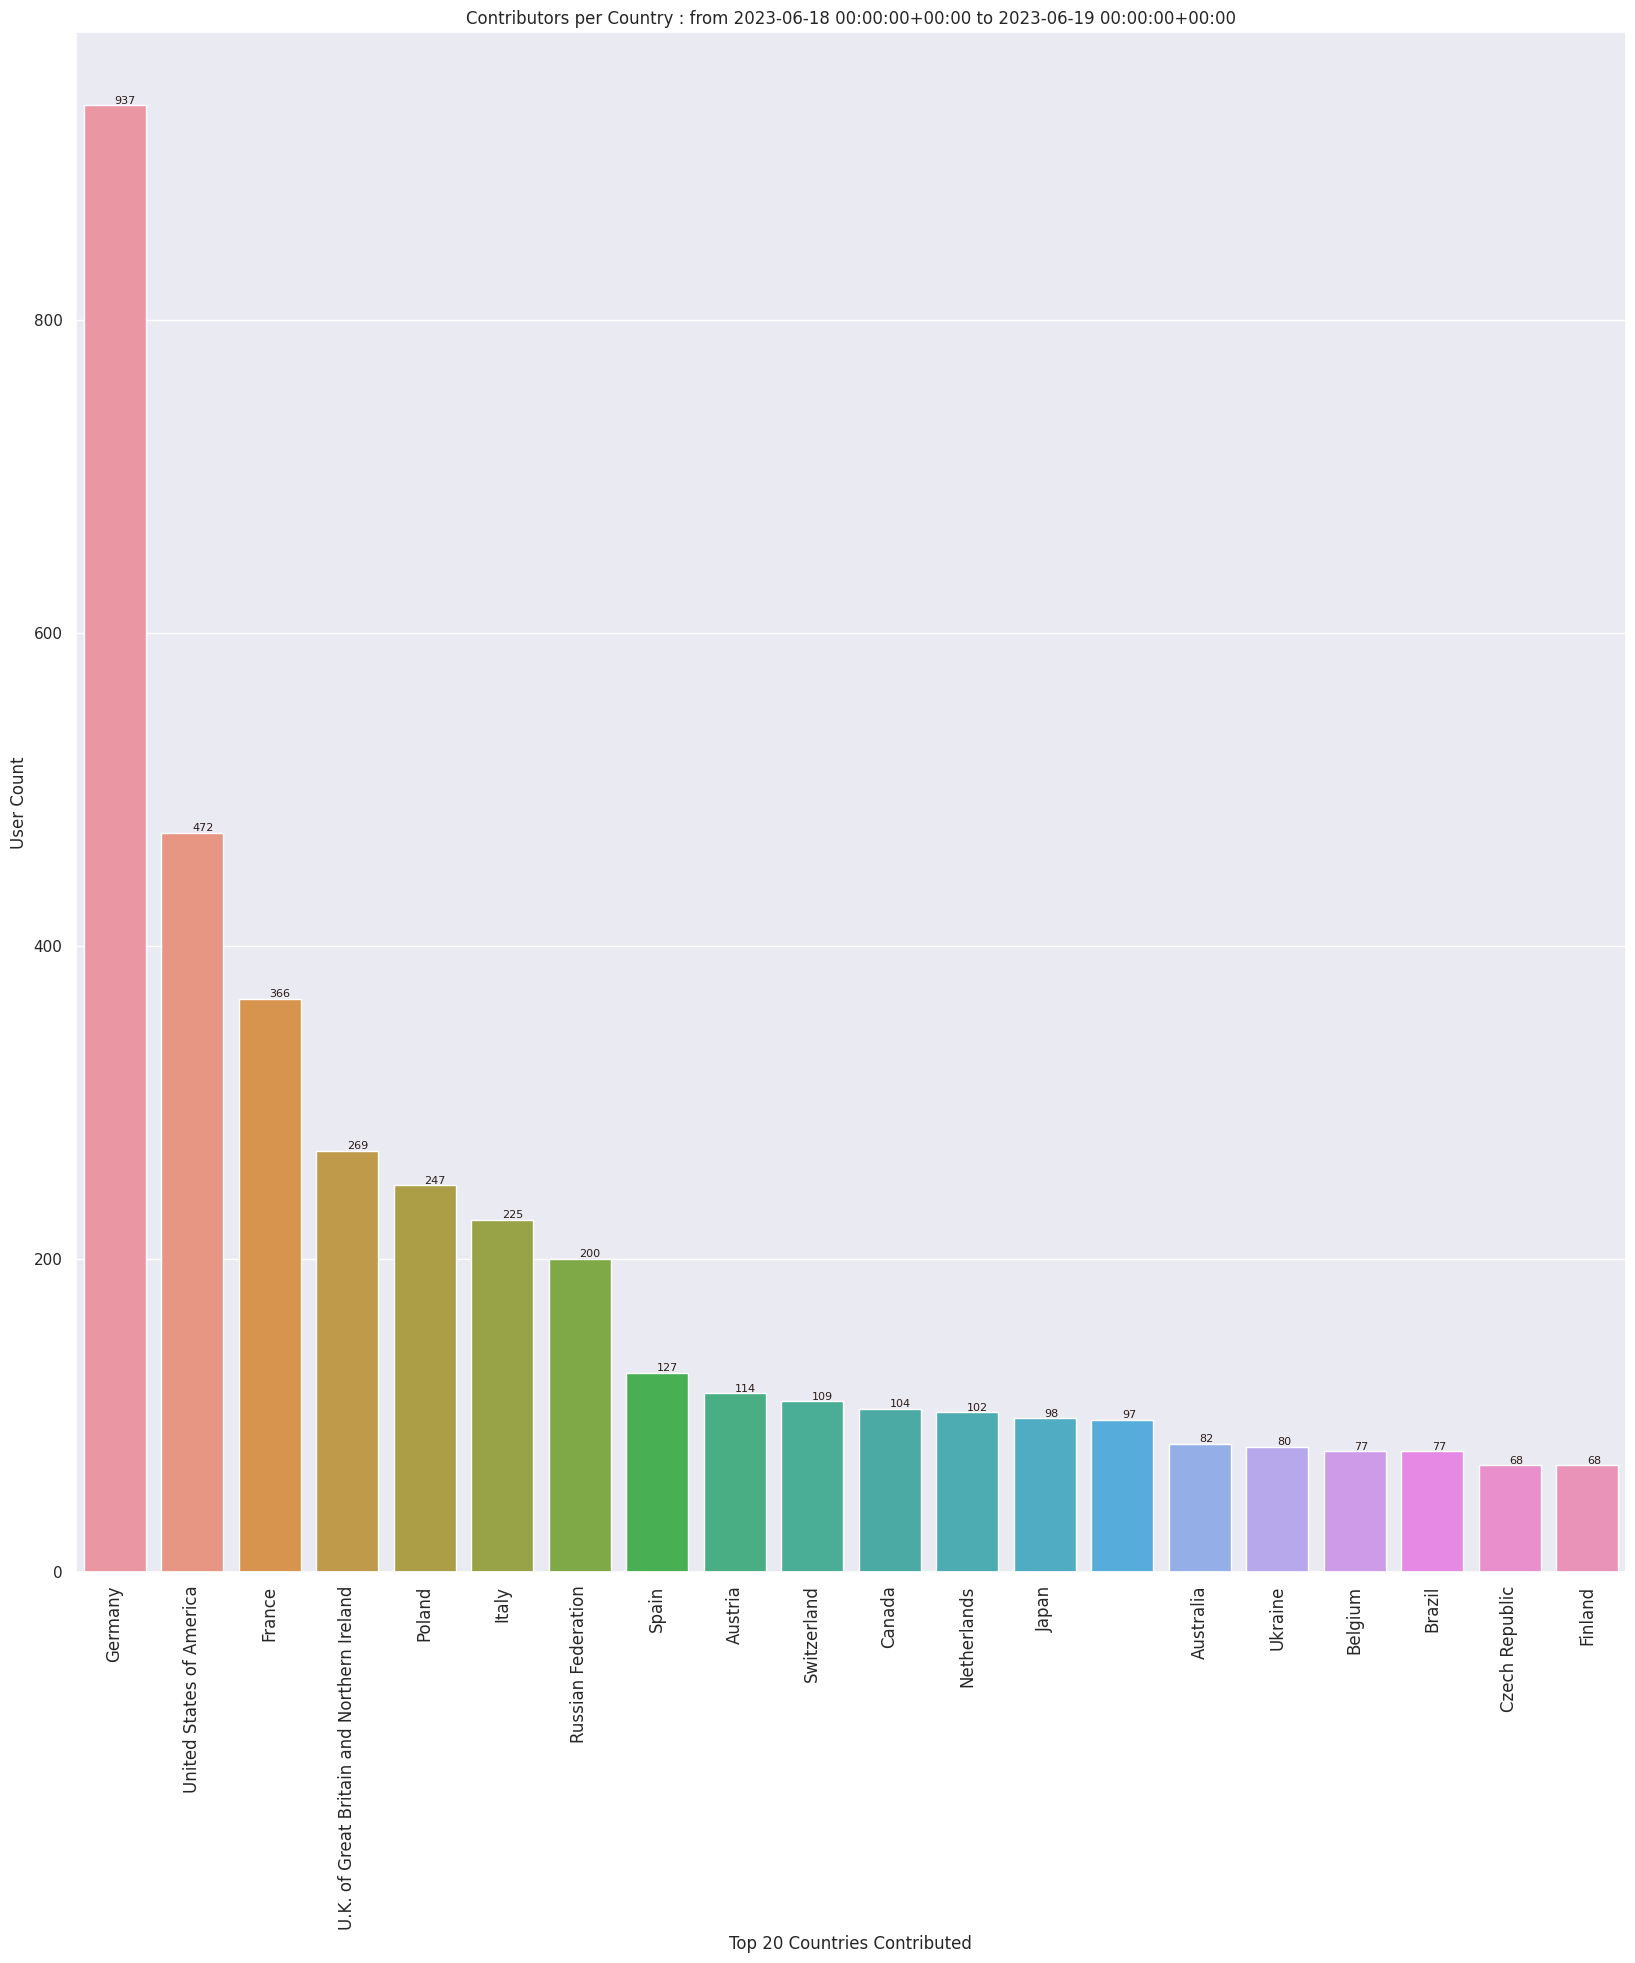 Contributors per Country : from 2023-06-18 00:00:00+00:00 to 2023-06-19 00:00:00+00:00
User Count
800
600
400
200
0
937
472
366
269
247
225
200
127
114
109
104
102
98
97
82
80
77
77
68
68
Germany
United States of America
France
U.K. of Great Britain and Northern Ireland
Poland
Italy
Russian Federation
Spain
Austria
Switzerland
Canada
Netherlands
Japan
Australia
Ukraine
Belgium
Brazil
Czech Republic
Finland
Top 20 Countries Contributed